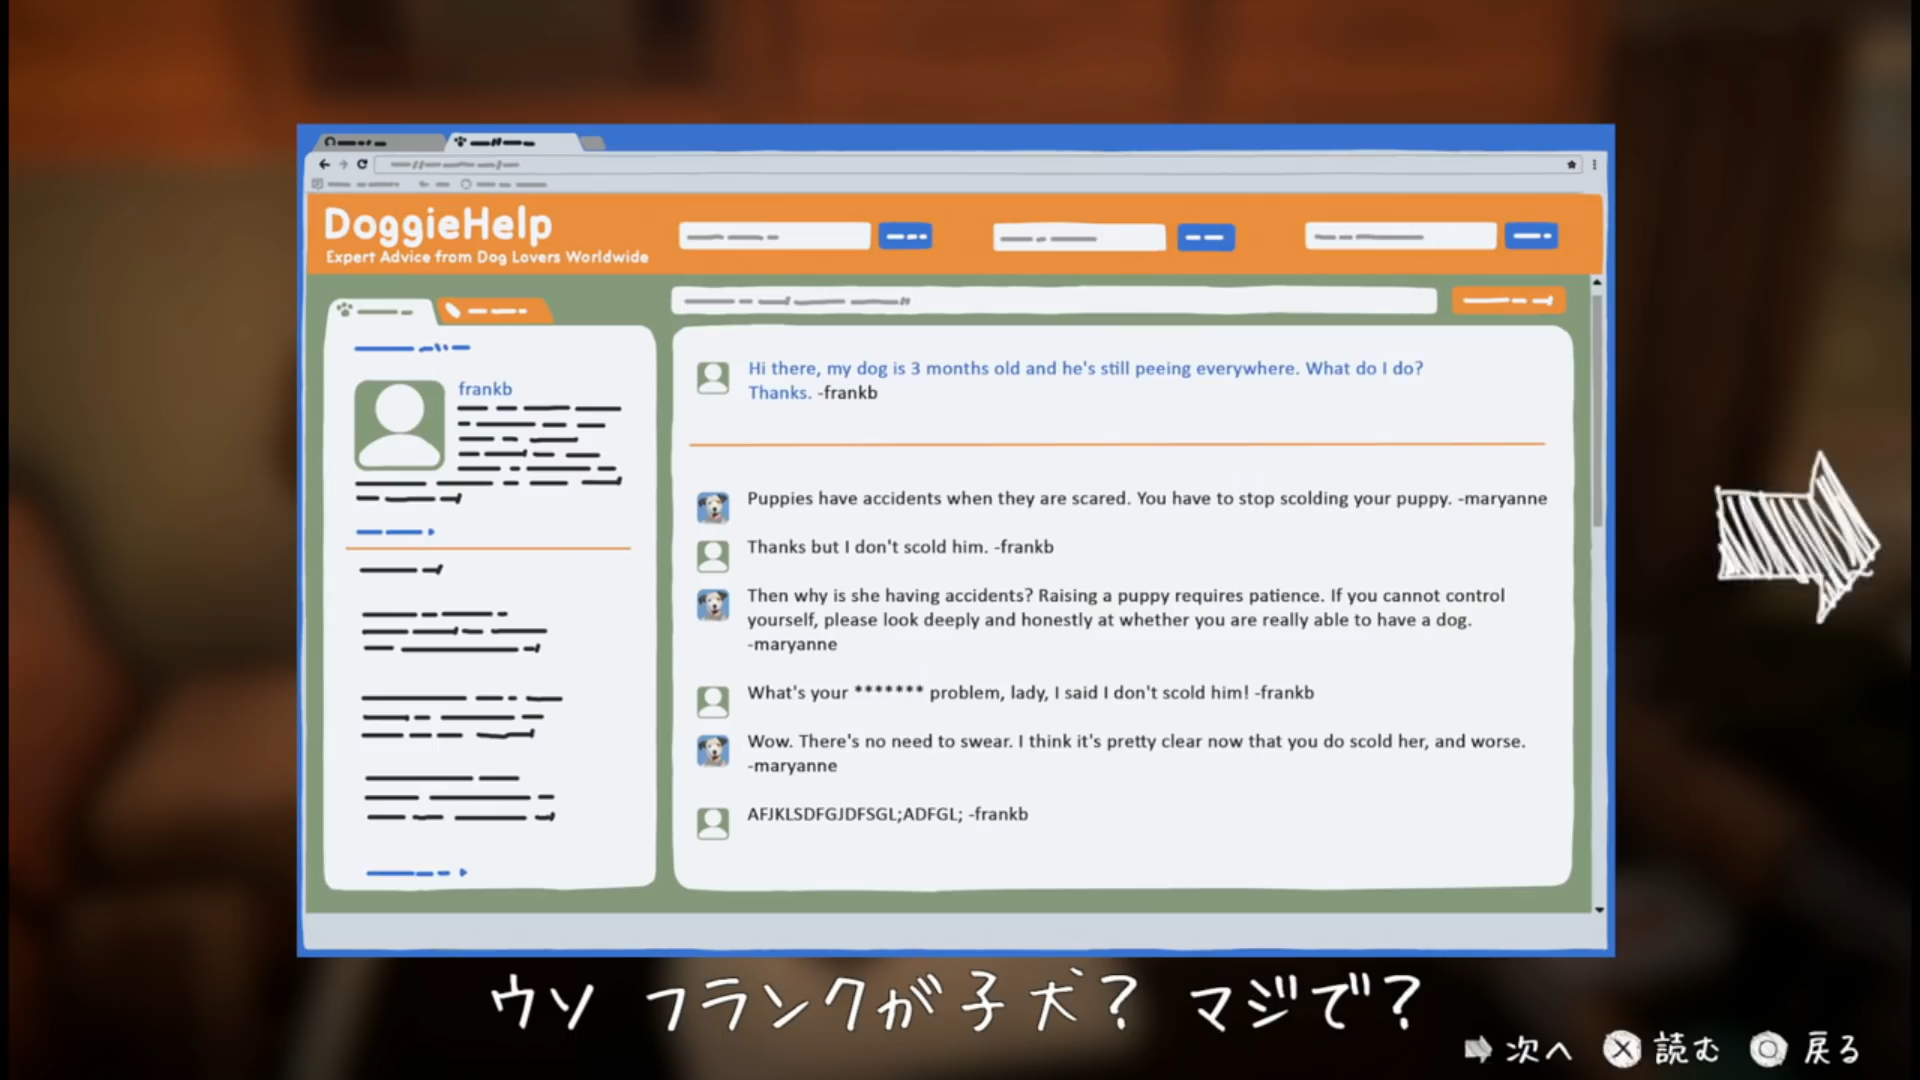 DoggieHelp
Expert Advice from Dog Lovers Worldwide
frankb
Hi there, my dog is 3 months old and he's still peeing everywhere. What do I do?
Thanks. -frankb
Puppies have accidents when they are scared. You have to stop scolding your puppy. -maryanne
Thanks but I don't scold him. -frankb
Then why is she having accidents? Raising a puppy requires patience. If you cannot control
yourself, please look deeply and honestly at whether you are really able to have a dog.
-maryanne
What's your ******* problem, lady, I said I don't scold him! -frankb
Wow. There's no need to swear. I think it's pretty clear now that you do scold her, and worse.
-maryanne
AFJKLSDFGJDFSGL;ADFGL; -frankb
ウソ フランクが子犬? マジで?
次へ 読む 戻る